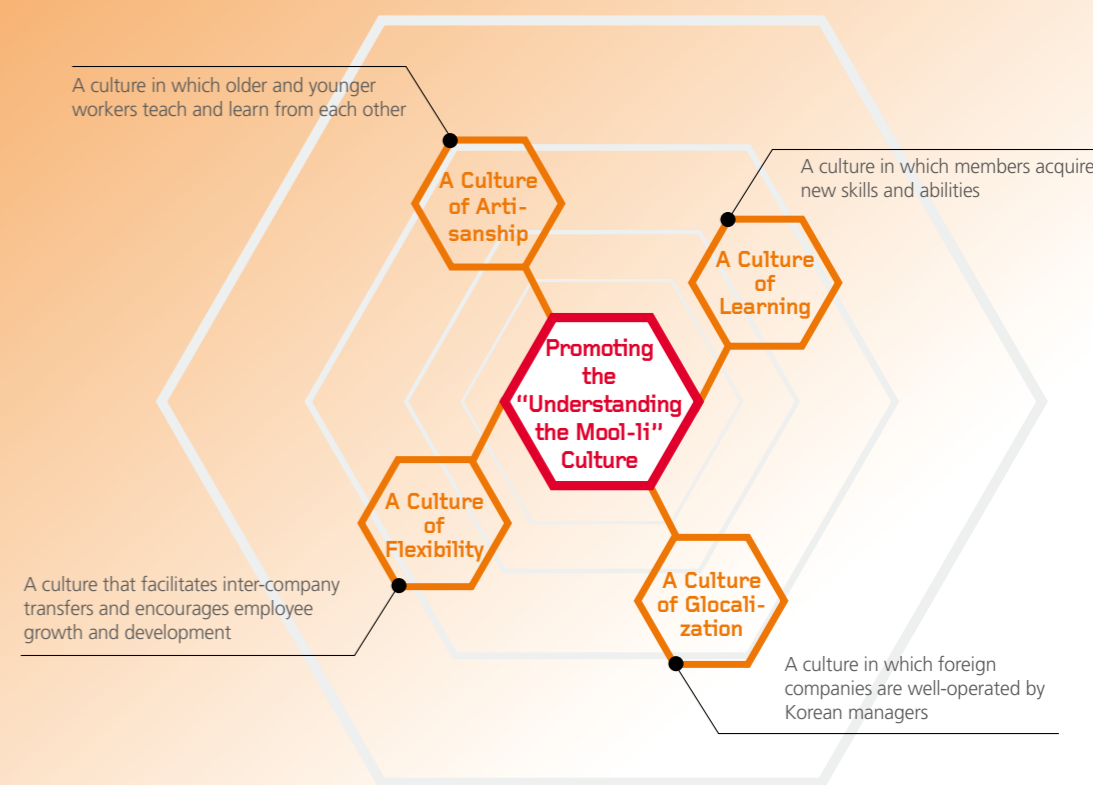 A culture in which older and younger
workers teach and learn from each other
A Culture
of Arti-
sanship
A culture in which members acquire
new skills and abilities
A Culture
of
Learning
Promoting
the
“Understanding
the Mool-li”
Culture
A Culture
of
Flexibility
A culture that facilitates inter-company
transfers and encourages employee
growth and development
A Culture
of Glocali-
zation
A culture in which foreign
companies are well-operated by
Korean managers